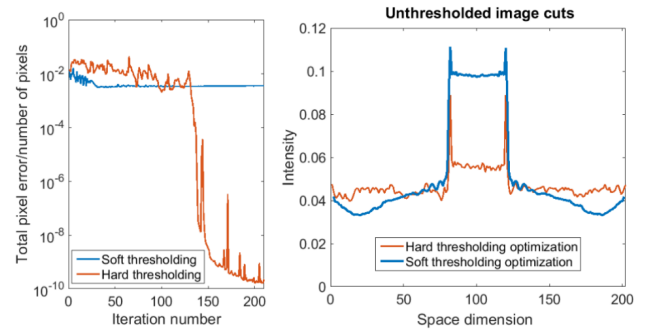 Total pixel error/number of pixels
10^0
10^-2
10^-4
10^-6
10^-8
10^-10
0
50
100
150
200
Iteration number
Soft thresholding
Hard thresholding
Unthresholded image cuts
Intensity
0.12
0.1
0.08
0.06
0.04
0.02
0
0
50
100
150
200
Space dimension
Hard thresholding optimization
Soft thresholding optimization